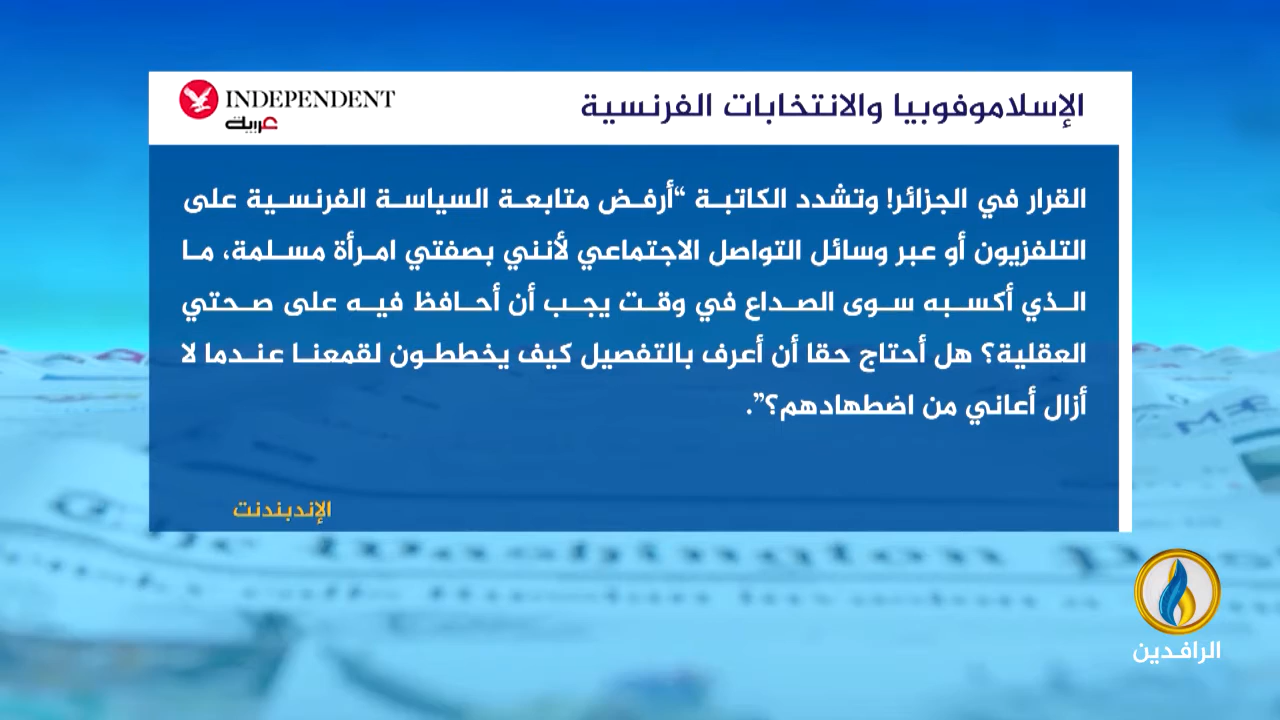 الإسلاموفوبيا والانتخابات الفرنسية
INDEPENDENT
عربية
القرار في الجزائر! وتشدد الكاتبة “أرفض متابعة السياسة الفرنسية على
التلفزيون أو عبر وسائل التواصل الاجتماعي لأنني بصفتي امرأة مسلمة، ما
الذي أكسبه سوى الصداع في وقت يجب أن أحافظ فيه على صحتي
العقلية؟ هل أحتاج حقا أن أعرف بالتفصيل كيف يخططون لقمعنا عندما لا
أزال أعاني من اضطهادهم؟”.
الإندبندنت
الرافدين